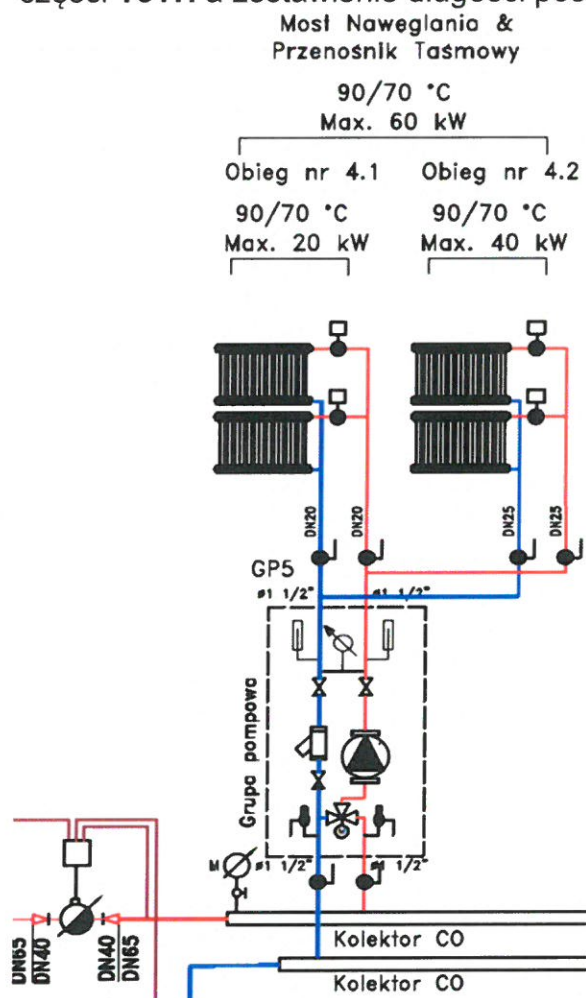 Most Nawęglania &
Przenośnik Taśmowy
90/70 °C
Max. 60 kW
Obieg nr 4.1 Obieg nr 4.2
90/70 °C 90/70 °C
Max. 20 kW Max. 40 kW
DN20 DN20 DN25 DN25
GP5
ø1 1/2" ø1 1/2"
Grupa pompowa
M ø1 1/2" ø1 1/2"
DN65 DN40 DN40 DN65
Kolektor CO
Kolektor CO